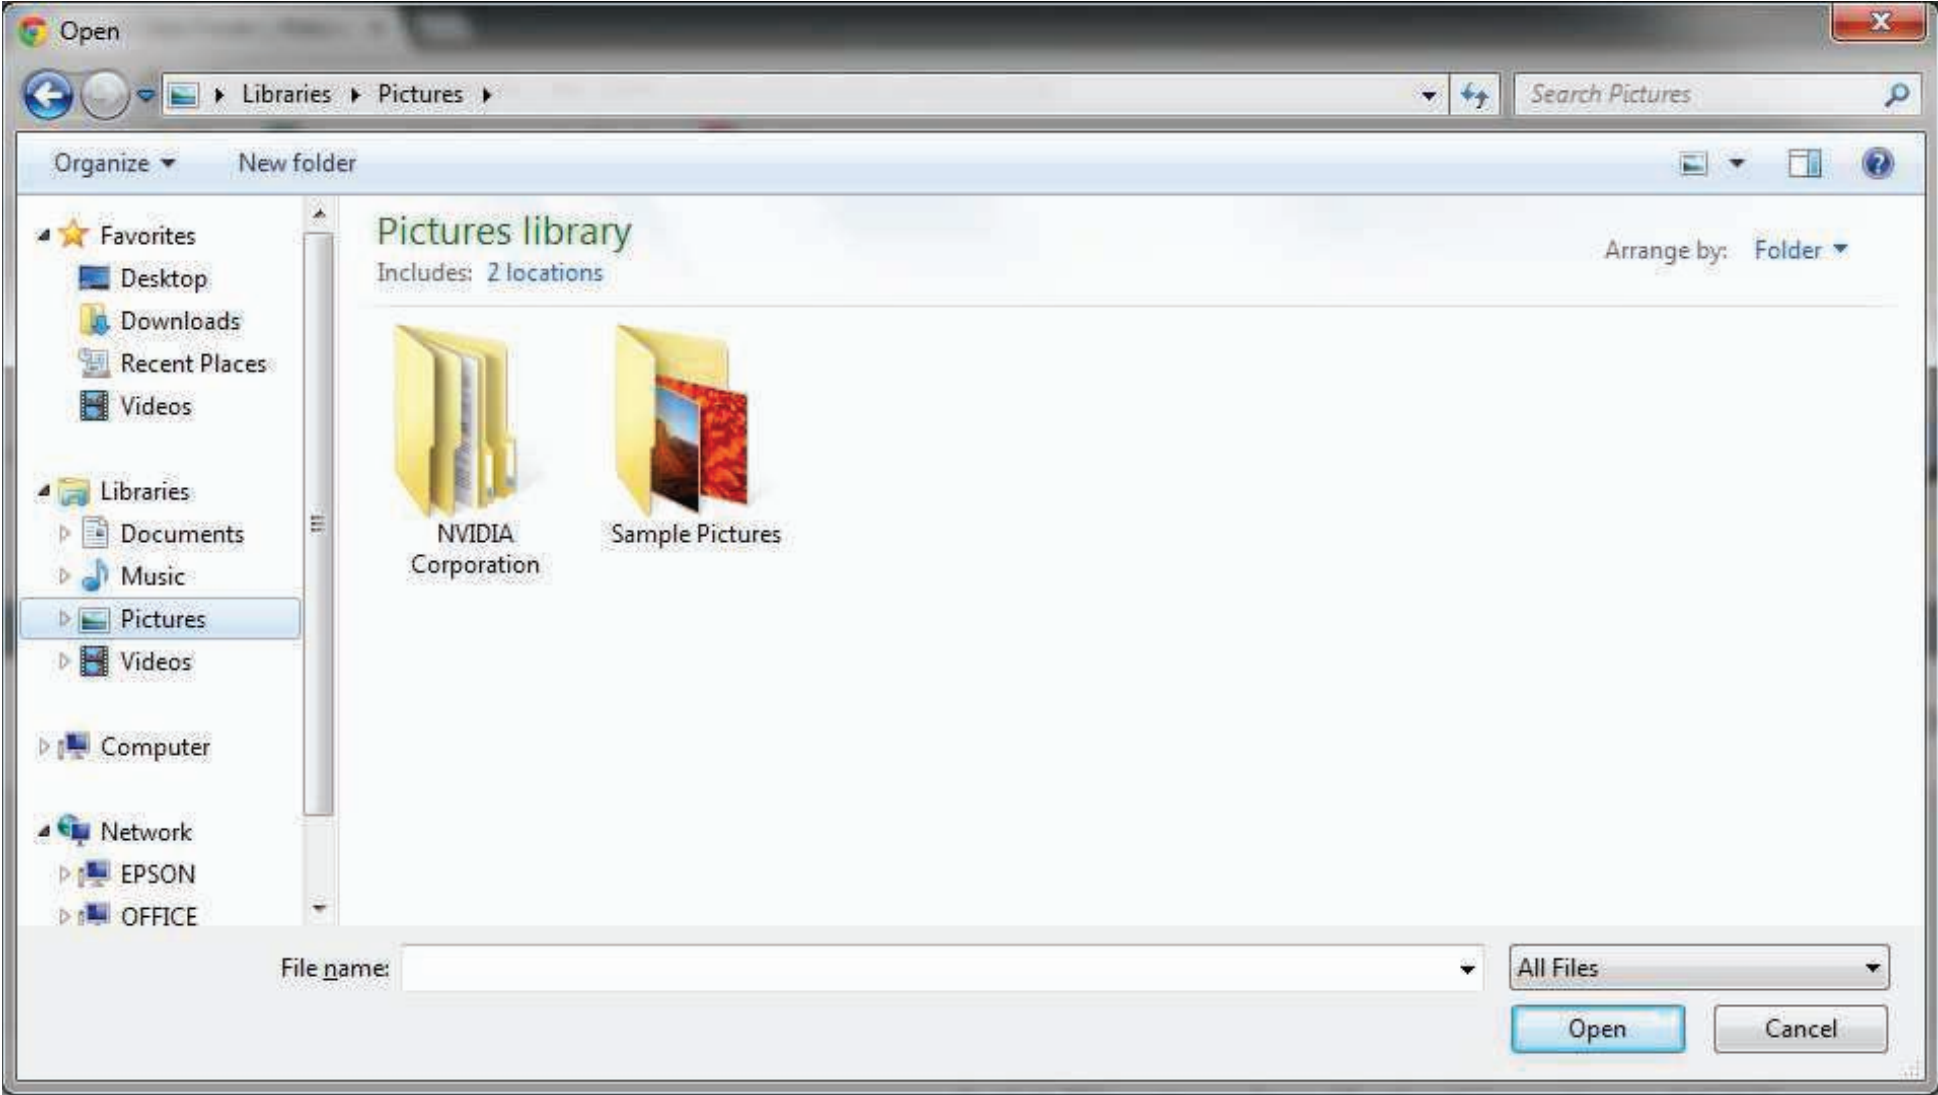 Open
Libraries Pictures
Search Pictures
Organize New folder
Favorites
Desktop
Downloads
Recent Places
Videos
Libraries
Documents
Music
Pictures
Videos
Computer
Network
EPSON
OFFICE
Pictures library
Includes: 2 locations
Arrange by: Folder
NVIDIA
Corporation
Sample Pictures
File name:
All Files
Open Cancel